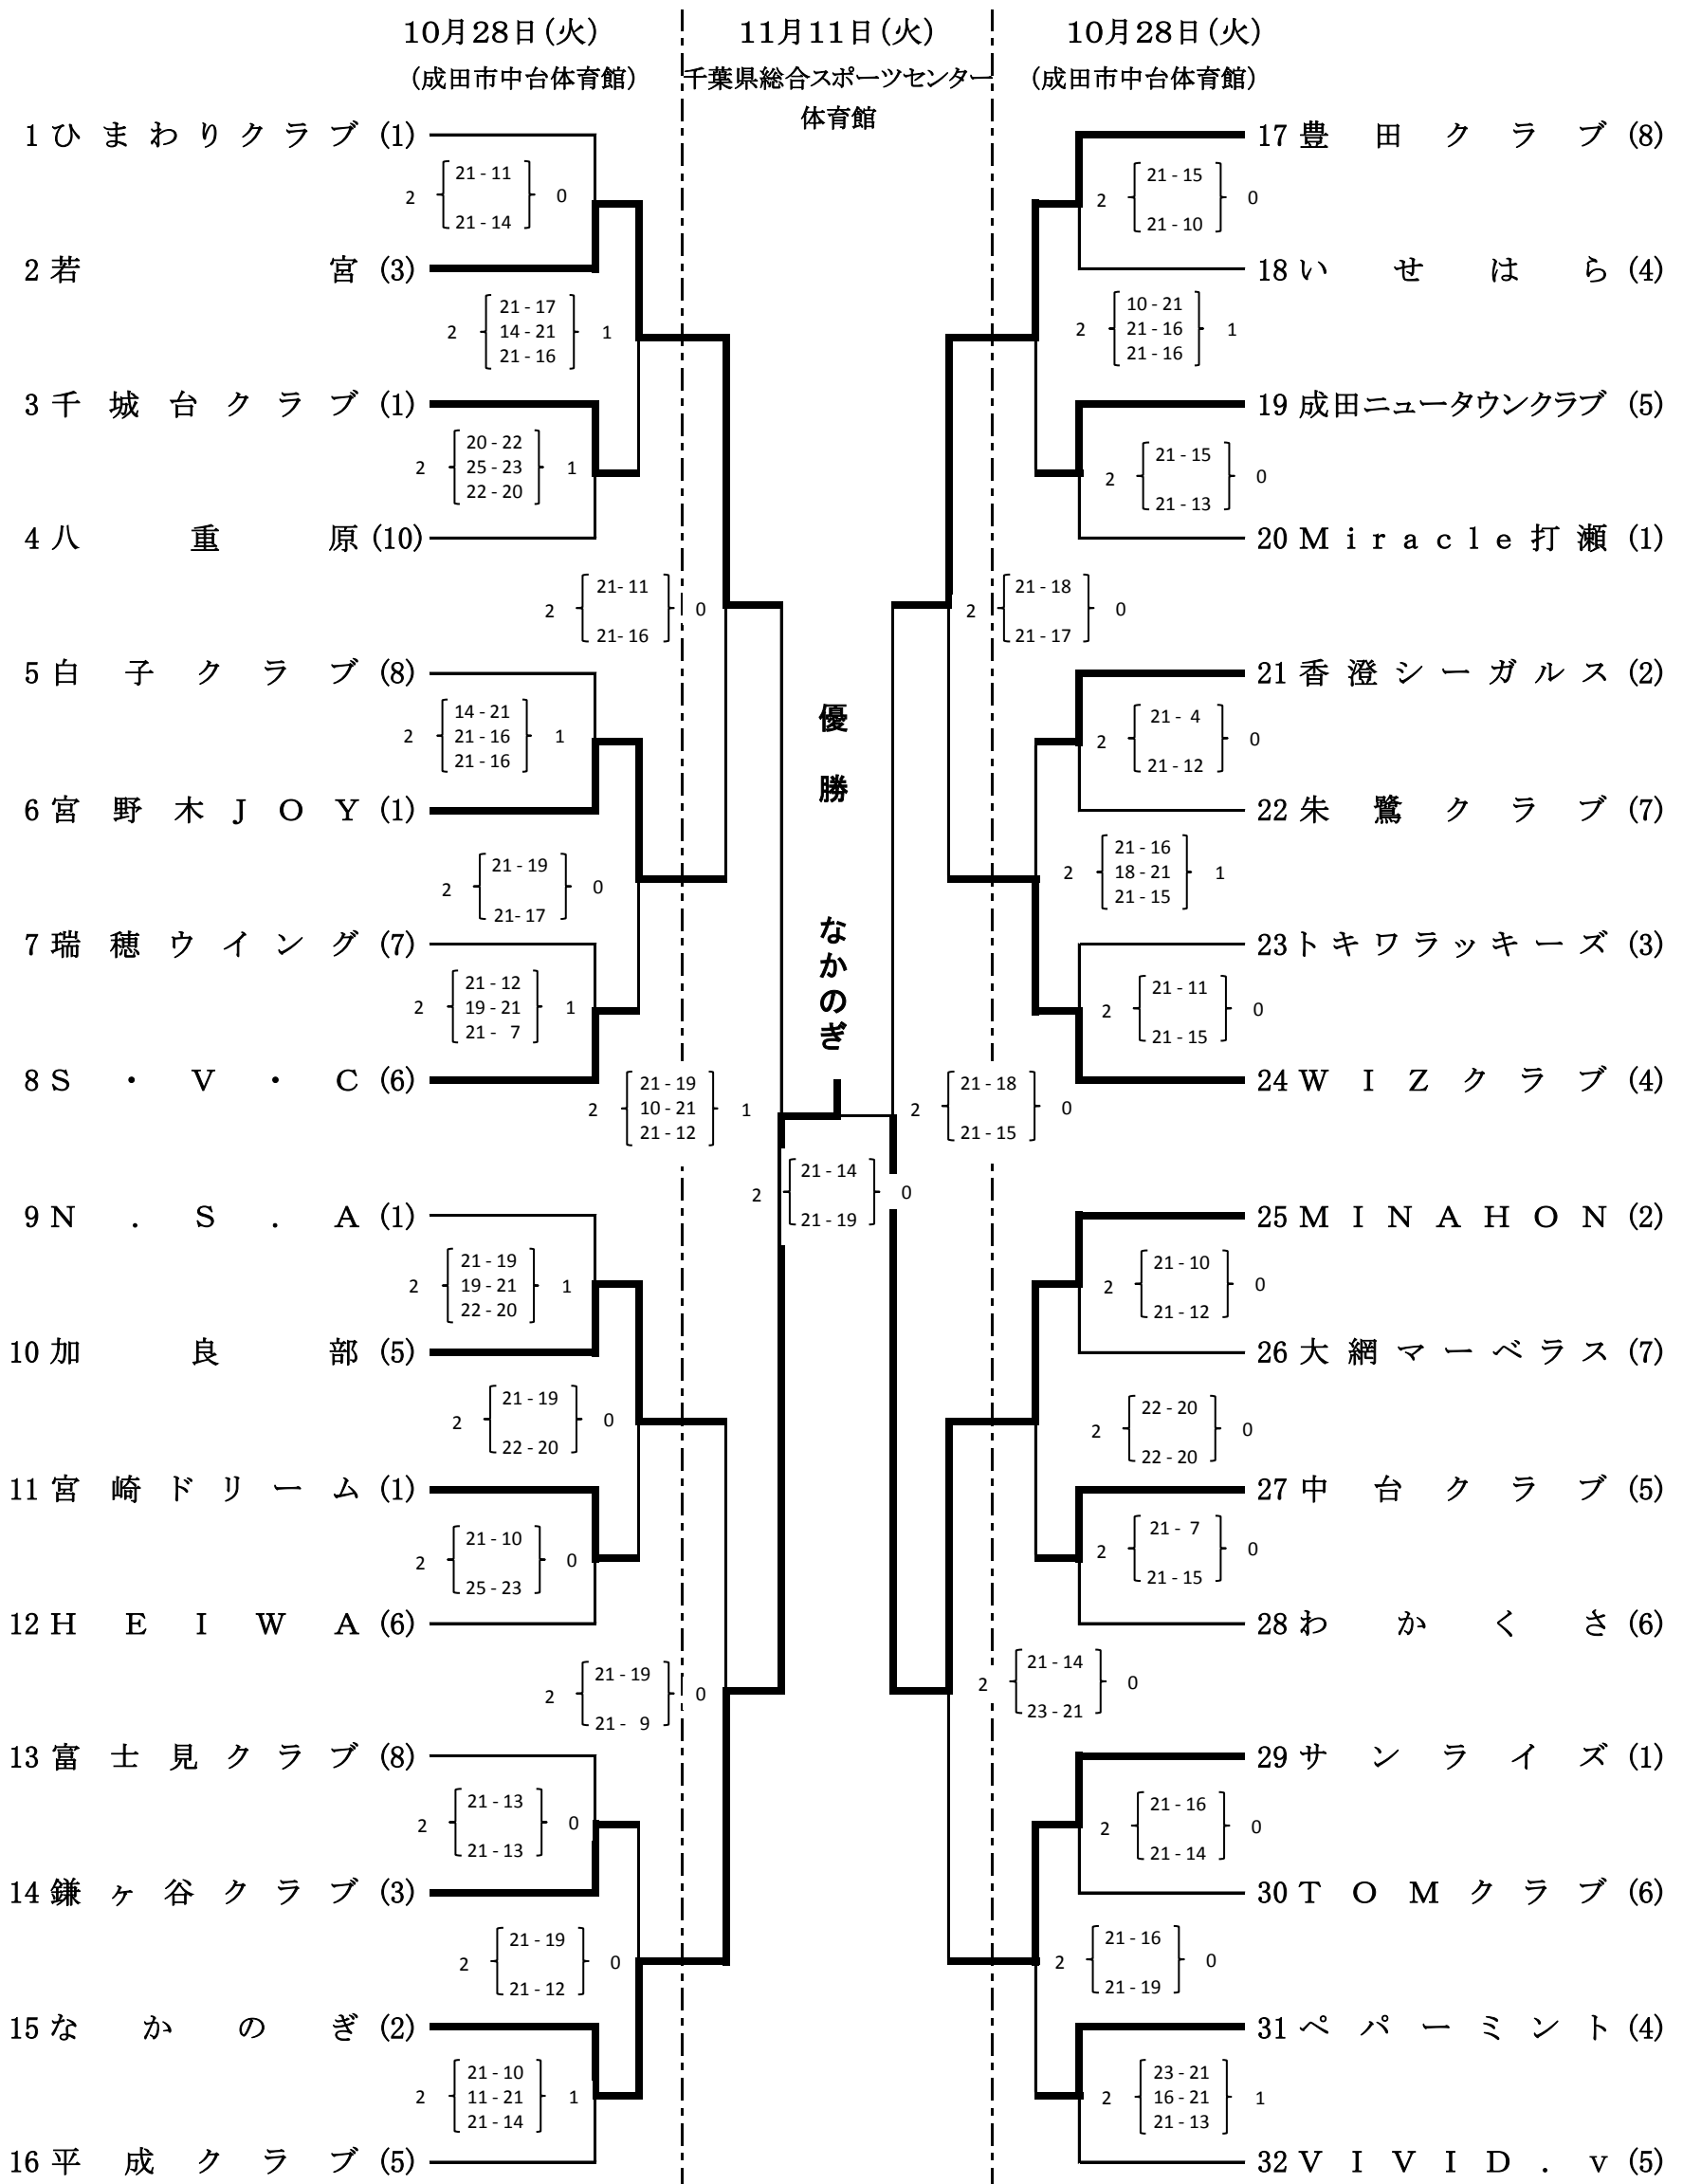 10月28日(火)
(成田市中台体育館)
11月11日(火)
千葉県総合スポーツセンター
体育館
10月28日(火)
(成田市中台体育館)
1 ひまわりクラブ (1)
2 21-11 0
21-14
2 若宮 (3)
2 21-17 1
14-21
21-16
3 千城台クラブ (1)
2 20-22 1
25-23
22-20
4 八重原 (10)
2 21-11 0
21-16
5 白子クラブ (8)
2 14-21 1
21-16
21-16
6 宮野木JOY (1)
2 21-19 0
21-17
7 瑞穂ウイング (7)
2 21-12 1
19-21
21- 7
8 S・V・C (6)
2 21-19 1
10-21
21-12
9 N.S.A (1)
2 21-19 1
19-21
22-20
10 加良部 (5)
2 21-19 0
22-20
11 宮崎ドリーム (1)
2 21-10 0
25-23
12 HEIWA (6)
2 21-19 0
21- 9
13 富士見クラブ (8)
2 21-13 0
21-13
14 鎌ヶ谷クラブ (3)
2 21-19 0
21-12
15 なかのぎ (2)
2 21-10 1
11-21
21-14
16 平成クラブ (5)
優勝 なかのぎ
2 21-14 0
21-19
17 豊田クラブ (8)
2 21-15 0
21-10
18 いせはら (4)
2 10-21 1
21-16
21-16
19 成田ニュータウンクラブ (5)
2 21-15 0
21-13
20 Miracle打瀬 (1)
2 21-18 0
21-17
21 香澄シーガルス (2)
2 21- 4 0
21-12
22 朱鷺クラブ (7)
2 21-16 1
18-21
21-15
23 トキワラッキーズ (3)
2 21-11 0
21-15
24 WIZクラブ (4)
2 21-18 0
21-15
25 MINAHON (2)
2 21-10 0
21-12
26 大網マーベラス (7)
2 22-20 0
22-20
27 中台クラブ (5)
2 21- 7 0
21-15
28 わかくさ (6)
2 21-14 0
23-21
29 サンライズ (1)
2 21-16 0
21-14
30 TOMクラブ (6)
2 21-16 0
21-19
31 ペパーミント (4)
2 23-21 1
16-21
21-13
32 VIVID.v (5)